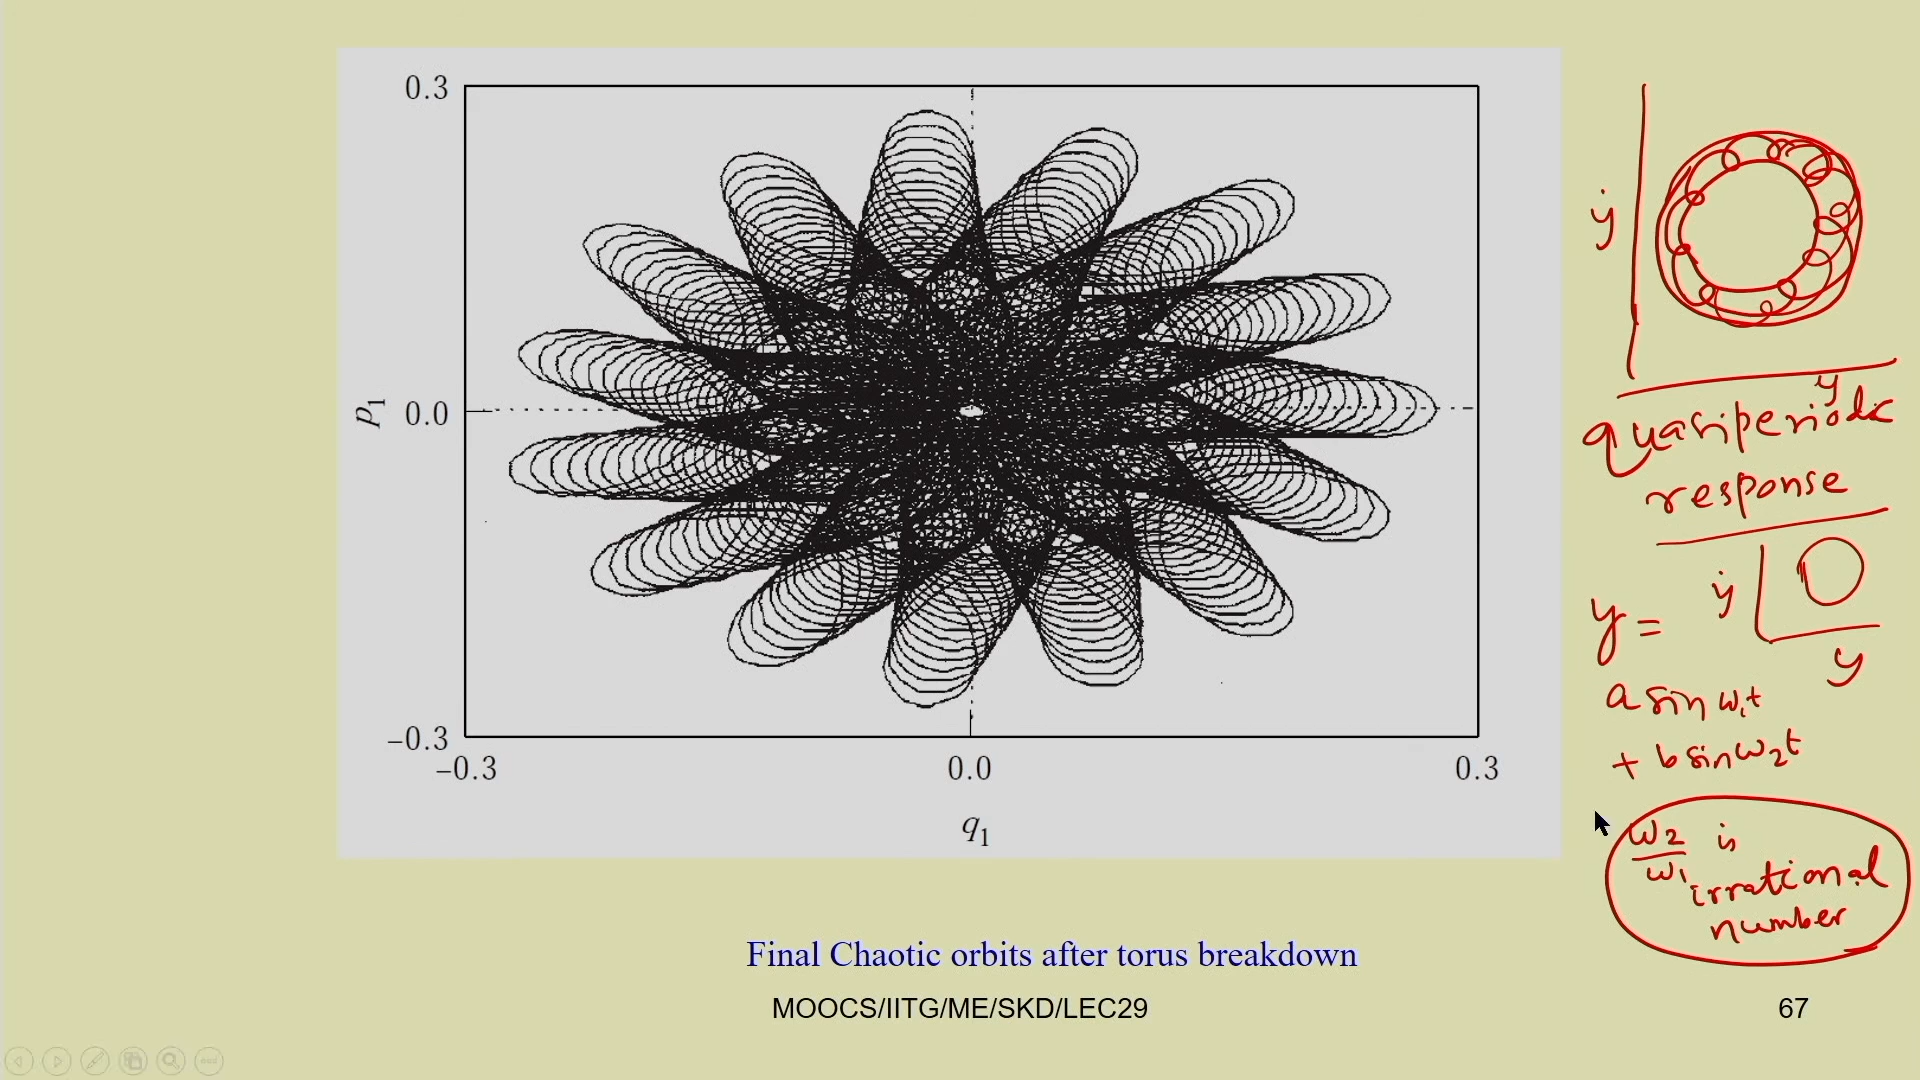 0.3
p1
0.0
−0.3
−0.3 0.0 0.3
q1
Final Chaotic orbits after torus breakdown
MOOCS/IITG/ME/SKD/LEC29
67
ẏ
y
quasiperiodic
response
ẏ
y
y =
a sin ω1t
+ b sin ω2t
ω2/ω1 is
irrational
number